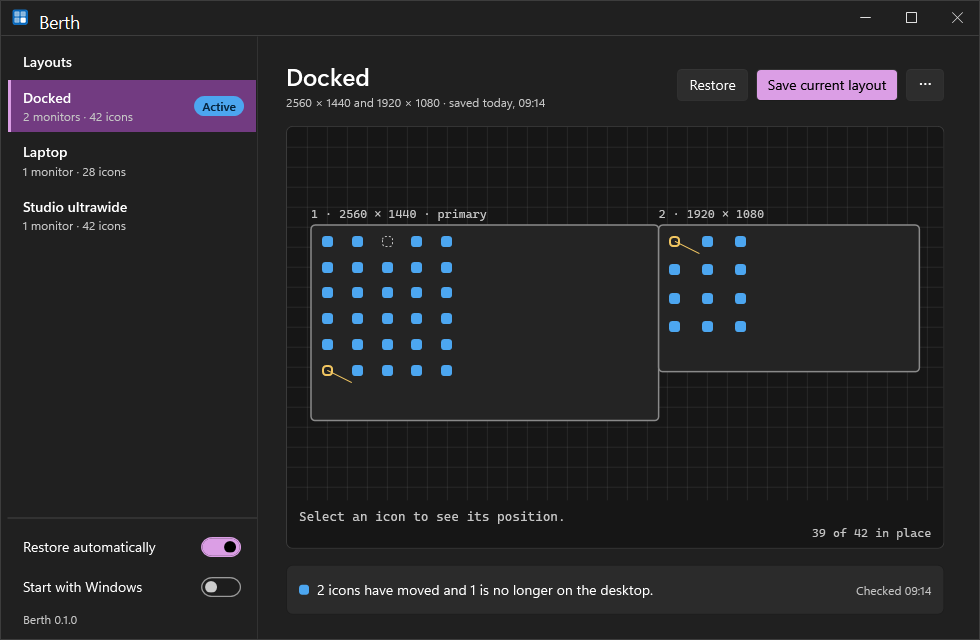 Berth
Layouts
Docked
2 monitors · 42 icons
Active
Laptop
1 monitor · 28 icons
Studio ultrawide
1 monitor · 42 icons
Restore automatically
Start with Windows
Berth 0.1.0
Docked
2560 × 1440 and 1920 × 1080 · saved today, 09:14
Restore
Save current layout
···
1 · 2560 × 1440 · primary
2 · 1920 × 1080
Select an icon to see its position.
39 of 42 in place
2 icons have moved and 1 is no longer on the desktop.
Checked 09:14